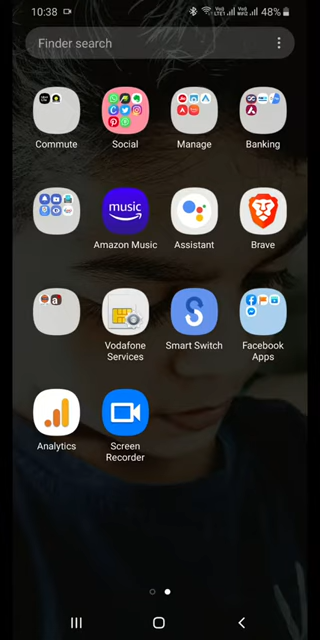 10:38
48%
Finder search
Commute
Social
Manage
Banking
music
Amazon Music
Assistant
Brave
Vodafone
Services
Smart Switch
Facebook
Apps
Analytics
Screen
Recorder